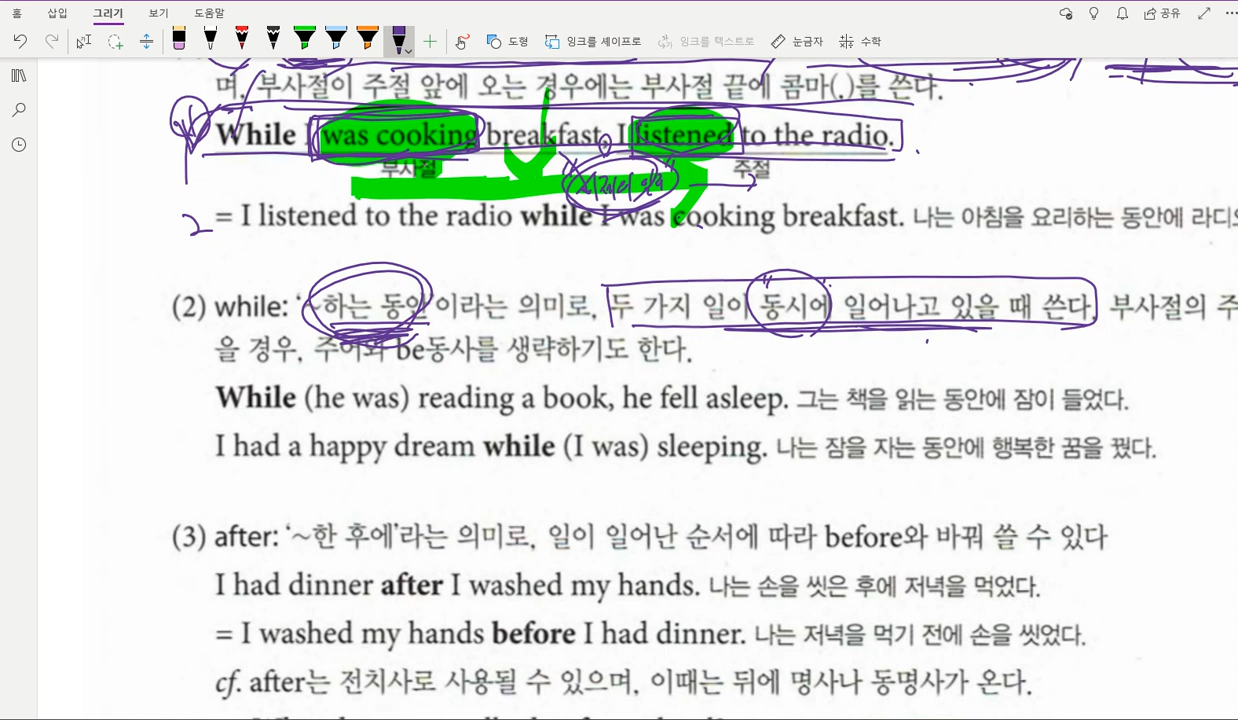 홈 삽입 그리기 보기 도움말 공유
도형 잉크를 셰이프로 잉크를 텍스트로 눈금자 수학
며, 부사절이 주절 앞에 오는 경우에는 부사절 끝에 콤마(,)를 쓴다.
While I was cooking breakfast, I listened to the radio.
부사절 주절
2 = I listened to the radio while I was cooking breakfast. 나는 아침을 요리하는 동안에 라디오
(2) while: '~하는 동안'이라는 의미로, 두 가지 일이 동시에 일어나고 있을 때 쓴다. 부사절의 주
을 경우, 주어와 be동사를 생략하기도 한다.
While (he was) reading a book, he fell asleep. 그는 책을 읽는 동안에 잠이 들었다.
I had a happy dream while (I was) sleeping. 나는 잠을 자는 동안에 행복한 꿈을 꿨다.
(3) after: '~한 후에'라는 의미로, 일이 일어난 순서에 따라 before와 바꿔 쓸 수 있다
I had dinner after I washed my hands. 나는 손을 씻은 후에 저녁을 먹었다.
= I washed my hands before I had dinner. 나는 저녁을 먹기 전에 손을 씻었다.
cf. after는 전치사로 사용될 수 있으며, 이때는 뒤에 명사나 동명사가 온다.